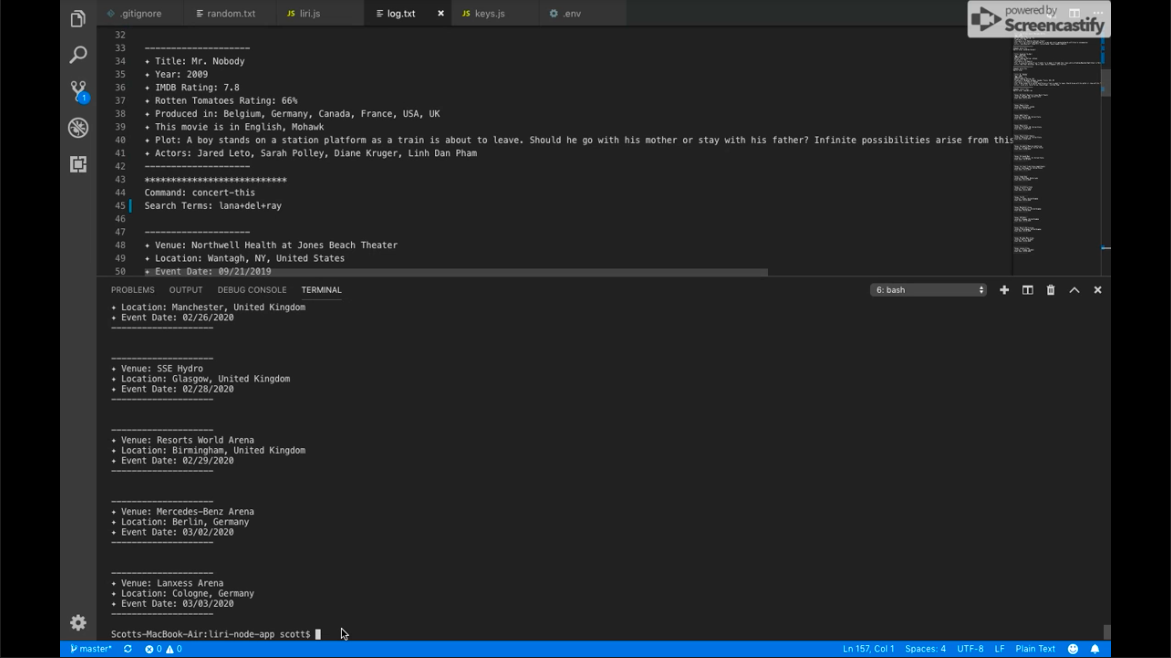 .gitignore
random.txt
JS liri.js
log.txt ×
JS keys.js
.env
powered by
Screencastify
32
33 ––––––––––––––––––––
34 ✦ Title: Mr. Nobody
35 ✦ Year: 2009
36 ✦ IMDB Rating: 7.8
37 ✦ Rotten Tomatoes Rating: 66%
38 ✦ Produced in: Belgium, Germany, Canada, France, USA, UK
39 ✦ This movie is in English, Mohawk
40 ✦ Plot: A boy stands on a station platform as a train is about to leave. Should he go with his mother or stay with his father? Infinite possibilities arise from this
41 ✦ Actors: Jared Leto, Sarah Polley, Diane Kruger, Linh Dan Pham
42 ––––––––––––––––––––
43 ***************************
44 Command: concert-this
45 Search Terms: lana+del+ray
46
47 ––––––––––––––––––––
48 ✦ Venue: Northwell Health at Jones Beach Theater
49 ✦ Location: Wantagh, NY, United States
50 ✦ Event Date: 09/21/2019
1
PROBLEMS OUTPUT DEBUG CONSOLE TERMINAL 6: bash
✦ Location: Manchester, United Kingdom
✦ Event Date: 02/26/2020
––––––––––––––––––––
––––––––––––––––––––
✦ Venue: SSE Hydro
✦ Location: Glasgow, United Kingdom
✦ Event Date: 02/28/2020
––––––––––––––––––––
––––––––––––––––––––
✦ Venue: Resorts World Arena
✦ Location: Birmingham, United Kingdom
✦ Event Date: 02/29/2020
––––––––––––––––––––
––––––––––––––––––––
✦ Venue: Mercedes-Benz Arena
✦ Location: Berlin, Germany
✦ Event Date: 03/02/2020
––––––––––––––––––––
––––––––––––––––––––
✦ Venue: Lanxess Arena
✦ Location: Cologne, Germany
✦ Event Date: 03/03/2020
––––––––––––––––––––
Scotts-MacBook-Air:liri-node-app scott$
master* 0 0 Ln 157, Col 1 Spaces: 4 UTF-8 LF Plain Text